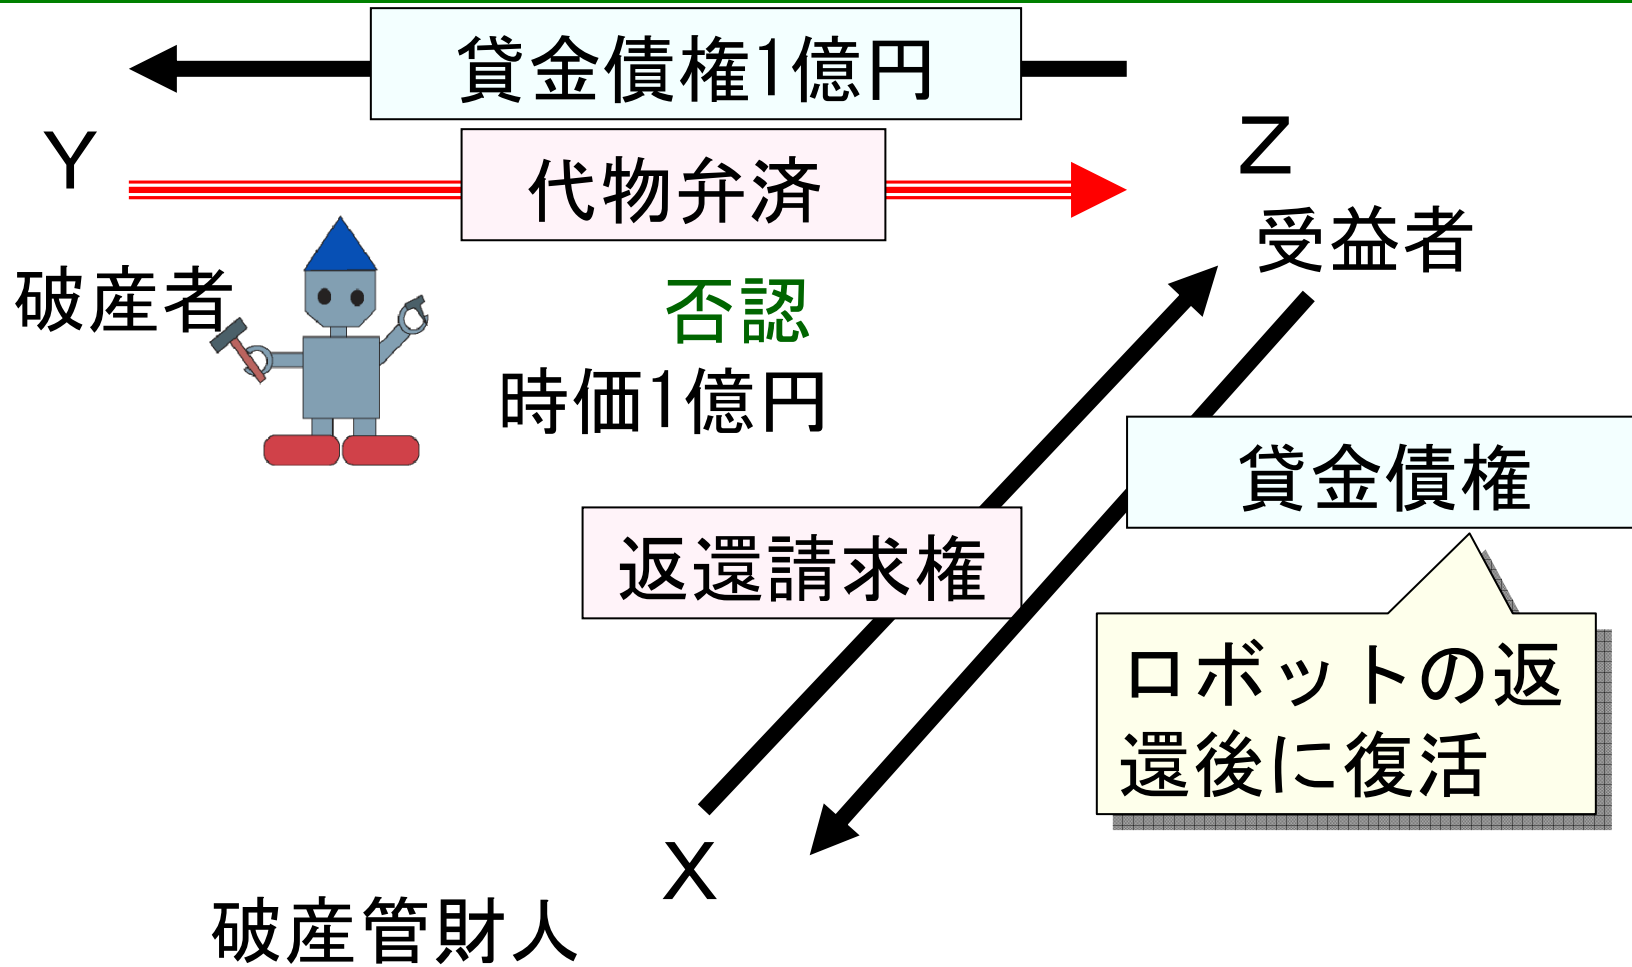 貸金債権1億円
Y
代物弁済
Z
受益者
破産者
否認
時価1億円
貸金債権
返還請求権
ロボットの返
還後に復活
X
破産管財人